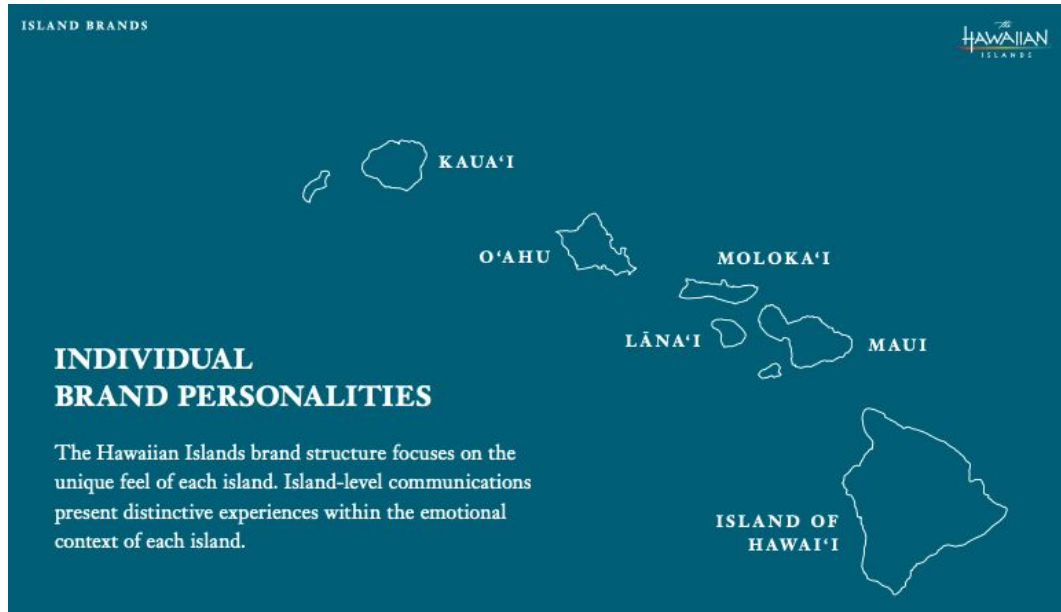 ISLAND BRANDS
the
HAWAIIAN
ISLANDS
KAUAʻI
OʻAHU
MOLOKAʻI
LĀNAʻI
MAUI
INDIVIDUAL
BRAND PERSONALITIES
The Hawaiian Islands brand structure focuses on the
unique feel of each island. Island-level communications
present distinctive experiences within the emotional
context of each island.
ISLAND OF
HAWAIʻI